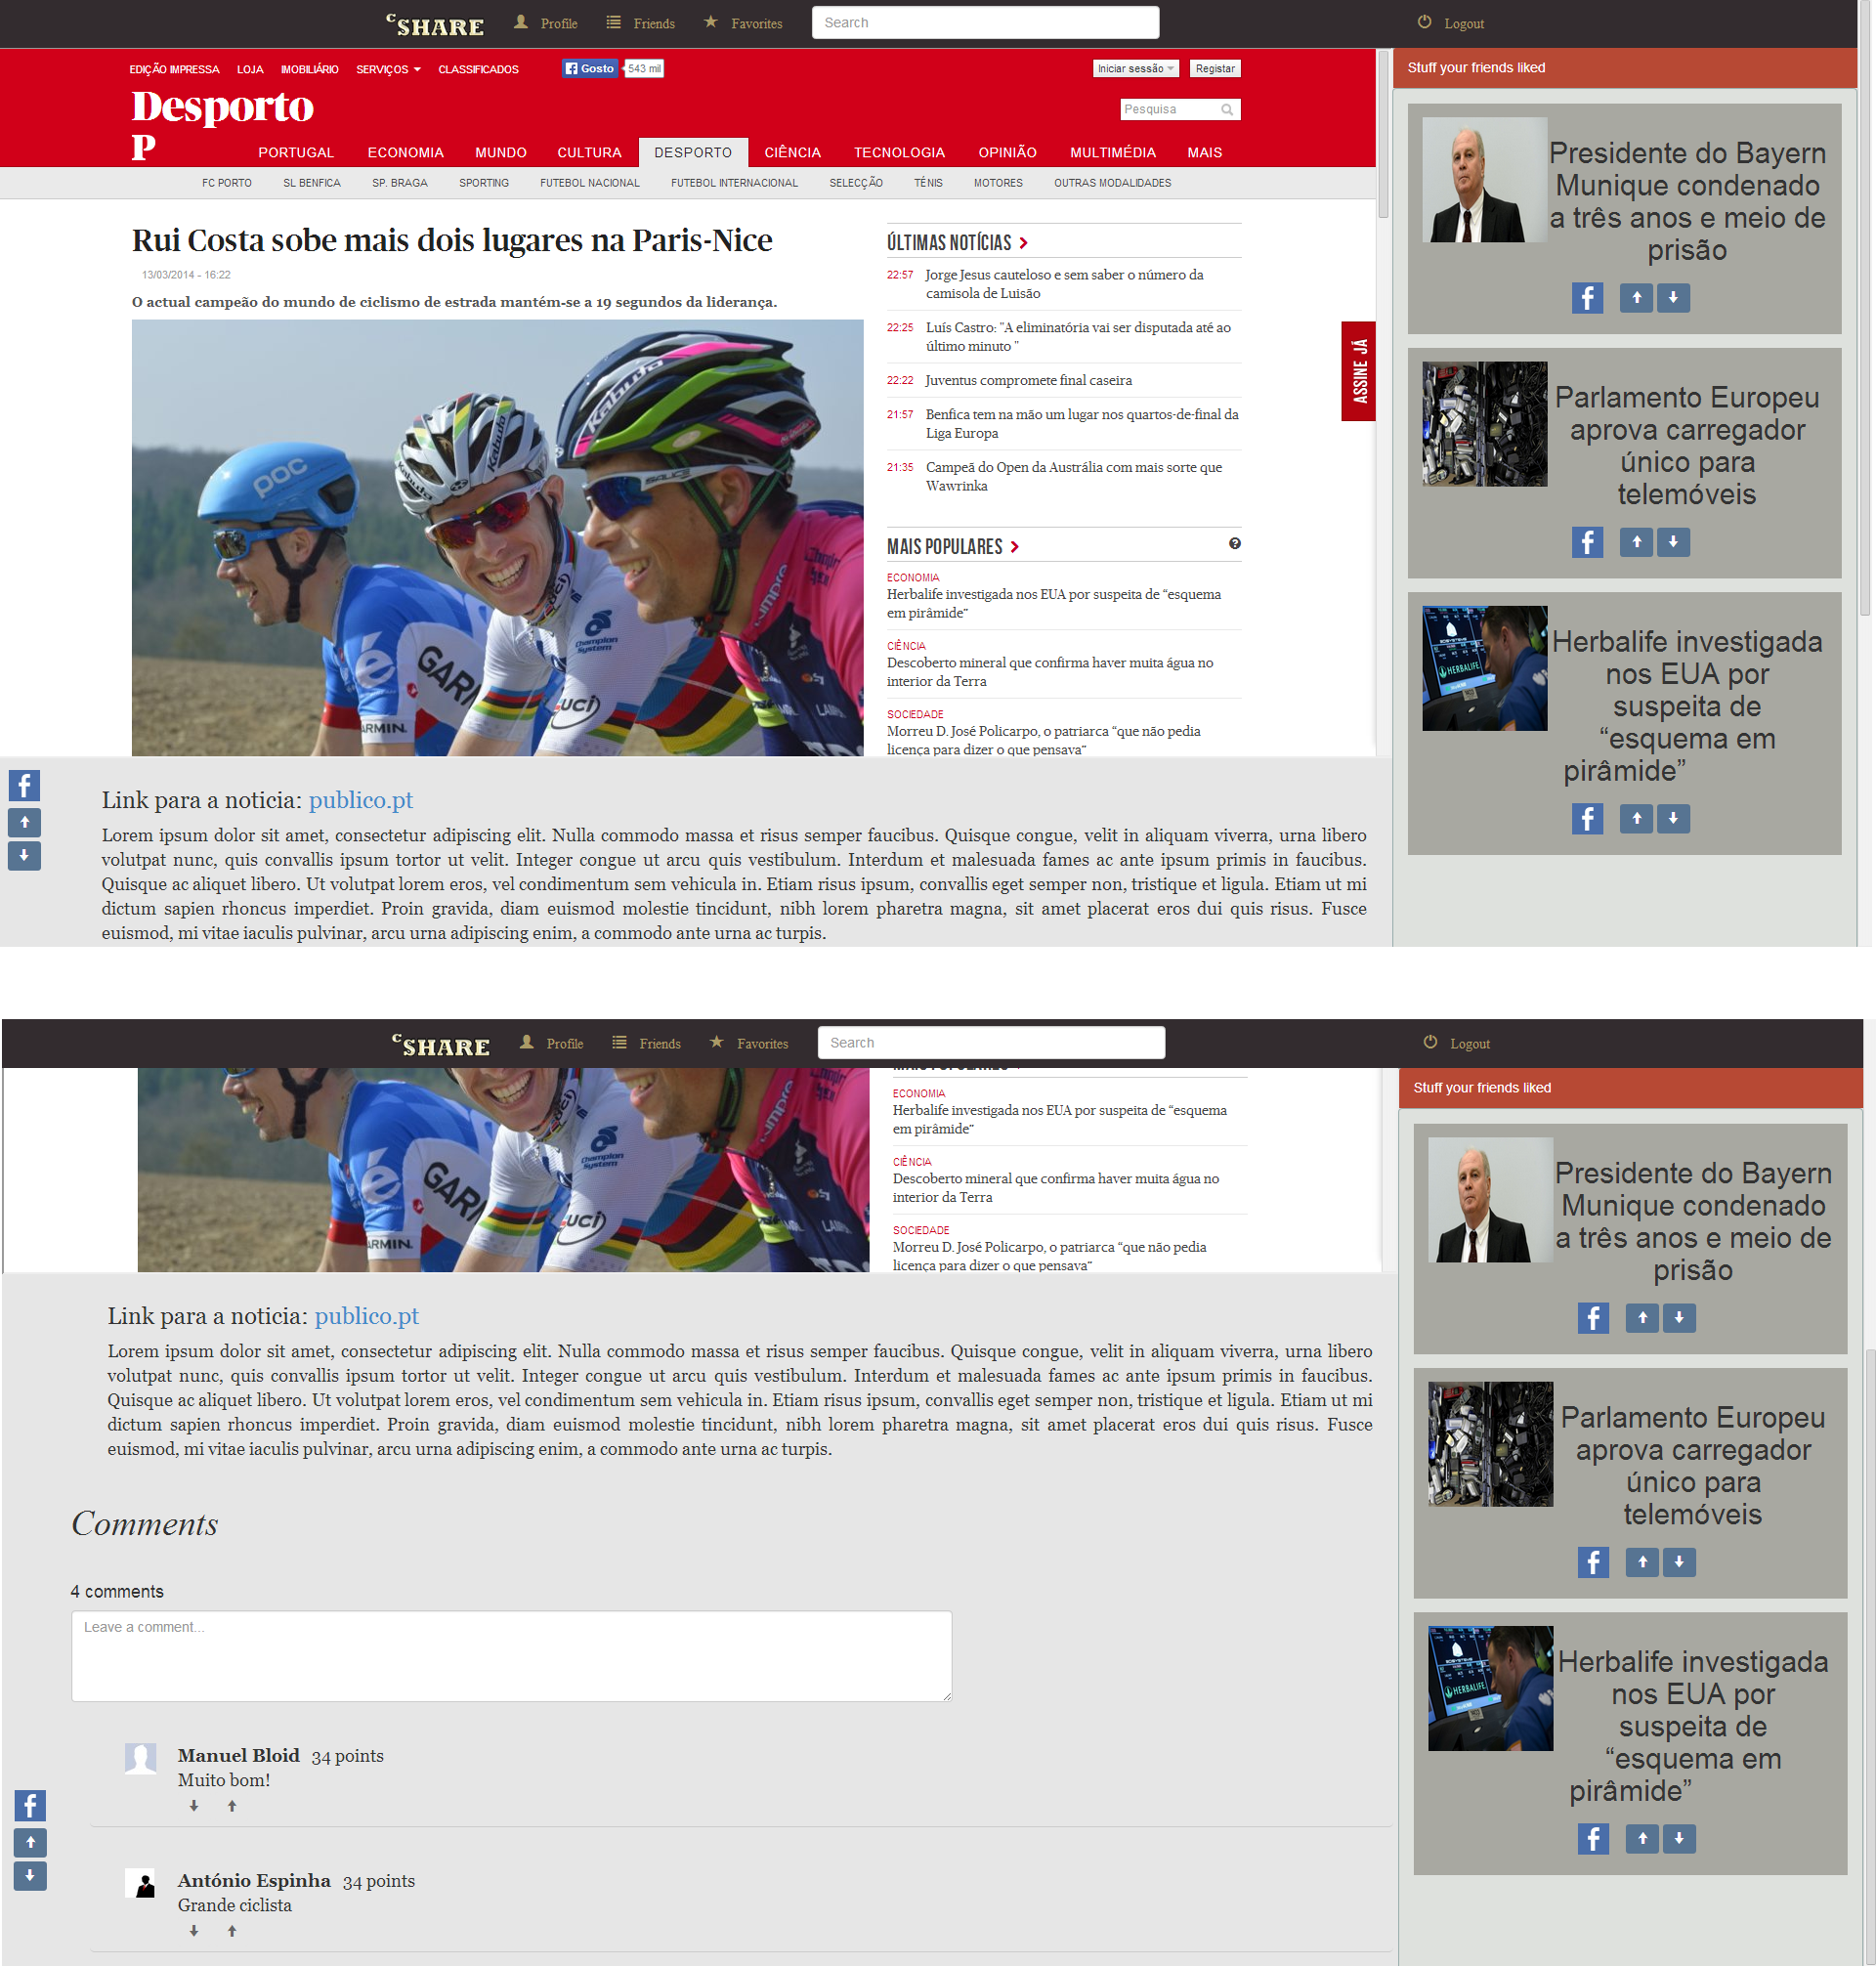 cSHARE Profile Friends Favorites Search Logout
EDIÇÃO IMPRESSA LOJA IMOBILIÁRIO SERVIÇOS CLASSIFICADOS Gosto 543 mil Iniciar sessão Registar
Desporto
Pesquisa
P
PORTUGAL ECONOMIA MUNDO CULTURA DESPORTO CIÊNCIA TECNOLOGIA OPINIÃO MULTIMÉDIA MAIS
FC PORTO SL BENFICA SP. BRAGA SPORTING FUTEBOL NACIONAL FUTEBOL INTERNACIONAL SELECÇÃO TÉNIS MOTORES OUTRAS MODALIDADES
Rui Costa sobe mais dois lugares na Paris-Nice
13/03/2014 - 16:22
O actual campeão do mundo de ciclismo de estrada mantém-se a 19 segundos da liderança.
POC
Kabuto
Kabuto
UCI
Champion
System
GARM
GARMIN
UCI
LAMP
ÚLTIMAS NOTÍCIAS
22:57 Jorge Jesus cauteloso e sem saber o número da
camisola de Luisão
22:25 Luís Castro: "A eliminatória vai ser disputada até ao
último minuto "
22:22 Juventus compromete final caseira
21:57 Benfica tem na mão um lugar nos quartos-de-final da
Liga Europa
21:35 Campeã do Open da Austrália com mais sorte que
Wawrinka
MAIS POPULARES
ECONOMIA
Herbalife investigada nos EUA por suspeita de “esquema
em pirâmide”
CIÊNCIA
Descoberto mineral que confirma haver muita água no
interior da Terra
SOCIEDADE
Morreu D. José Policarpo, o patriarca “que não pedia
licença para dizer o que pensava”
ASSINE JÁ
Stuff your friends liked
Presidente do Bayern
Munique condenado
a três anos e meio de
prisão
Parlamento Europeu
aprova carregador
único para
telemóveis
HERBALIFE
Herbalife investigada
nos EUA por
suspeita de
“esquema em
pirâmide”
Link para a noticia: publico.pt
Lorem ipsum dolor sit amet, consectetur adipiscing elit. Nulla commodo massa et risus semper faucibus. Quisque congue, velit in aliquam viverra, urna libero
volutpat nunc, quis convallis ipsum tortor ut velit. Integer congue ut arcu quis vestibulum. Interdum et malesuada fames ac ante ipsum primis in faucibus.
Quisque ac aliquet libero. Ut volutpat lorem eros, vel condimentum sem vehicula in. Etiam risus ipsum, convallis eget semper non, tristique et ligula. Etiam ut mi
dictum sapien rhoncus imperdiet. Proin gravida, diam euismod molestie tincidunt, nibh lorem pharetra magna, sit amet placerat eros dui quis risus. Fusce
euismod, mi vitae iaculis pulvinar, arcu urna adipiscing enim, a commodo ante urna ac turpis.
cSHARE Profile Friends Favorites Search Logout
MAIS POPULARES
ECONOMIA
Herbalife investigada nos EUA por suspeita de “esquema
em pirâmide”
CIÊNCIA
Descoberto mineral que confirma haver muita água no
interior da Terra
SOCIEDADE
Morreu D. José Policarpo, o patriarca “que não pedia
licença para dizer o que pensava”
Champion
System
GARM
UCI
Stuff your friends liked
Presidente do Bayern
Munique condenado
a três anos e meio de
prisão
Parlamento Europeu
aprova carregador
único para
telemóveis
HERBALIFE
Herbalife investigada
nos EUA por
suspeita de
“esquema em
pirâmide”
Link para a noticia: publico.pt
Lorem ipsum dolor sit amet, consectetur adipiscing elit. Nulla commodo massa et risus semper faucibus. Quisque congue, velit in aliquam viverra, urna libero
volutpat nunc, quis convallis ipsum tortor ut velit. Integer congue ut arcu quis vestibulum. Interdum et malesuada fames ac ante ipsum primis in faucibus.
Quisque ac aliquet libero. Ut volutpat lorem eros, vel condimentum sem vehicula in. Etiam risus ipsum, convallis eget semper non, tristique et ligula. Etiam ut mi
dictum sapien rhoncus imperdiet. Proin gravida, diam euismod molestie tincidunt, nibh lorem pharetra magna, sit amet placerat eros dui quis risus. Fusce
euismod, mi vitae iaculis pulvinar, arcu urna adipiscing enim, a commodo ante urna ac turpis.
Comments
4 comments
Leave a comment...
Manuel Bloid 34 points
Muito bom!
António Espinha 34 points
Grande ciclista